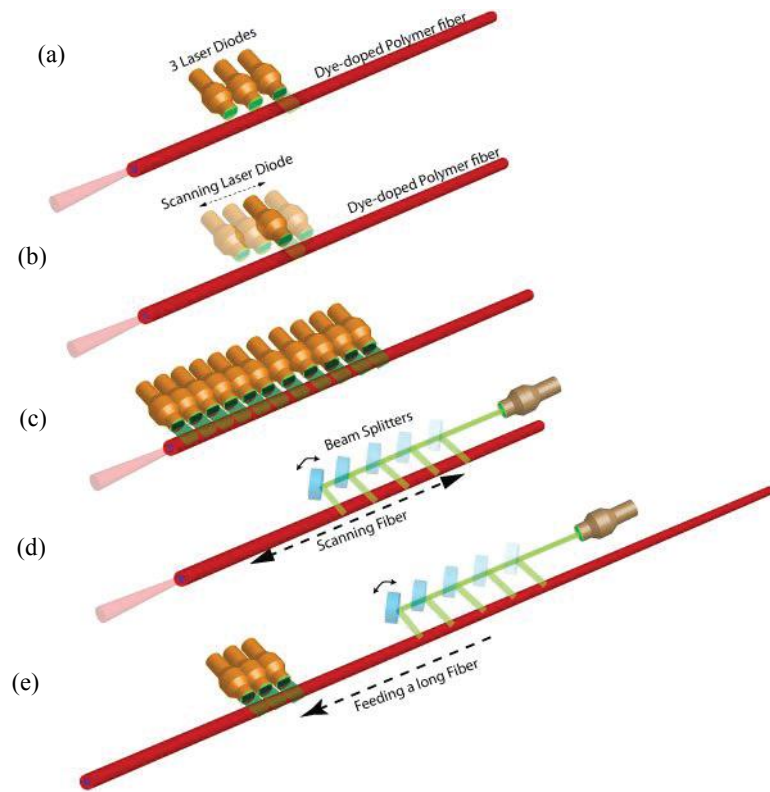 (a)
3 Laser Diodes
Dye-doped Polymer fiber
Scanning Laser Diode
Dye-doped Polymer fiber
(b)
(c)
Beam Splitters
Scanning Fiber
(d)
(e)
Feeding a long Fiber